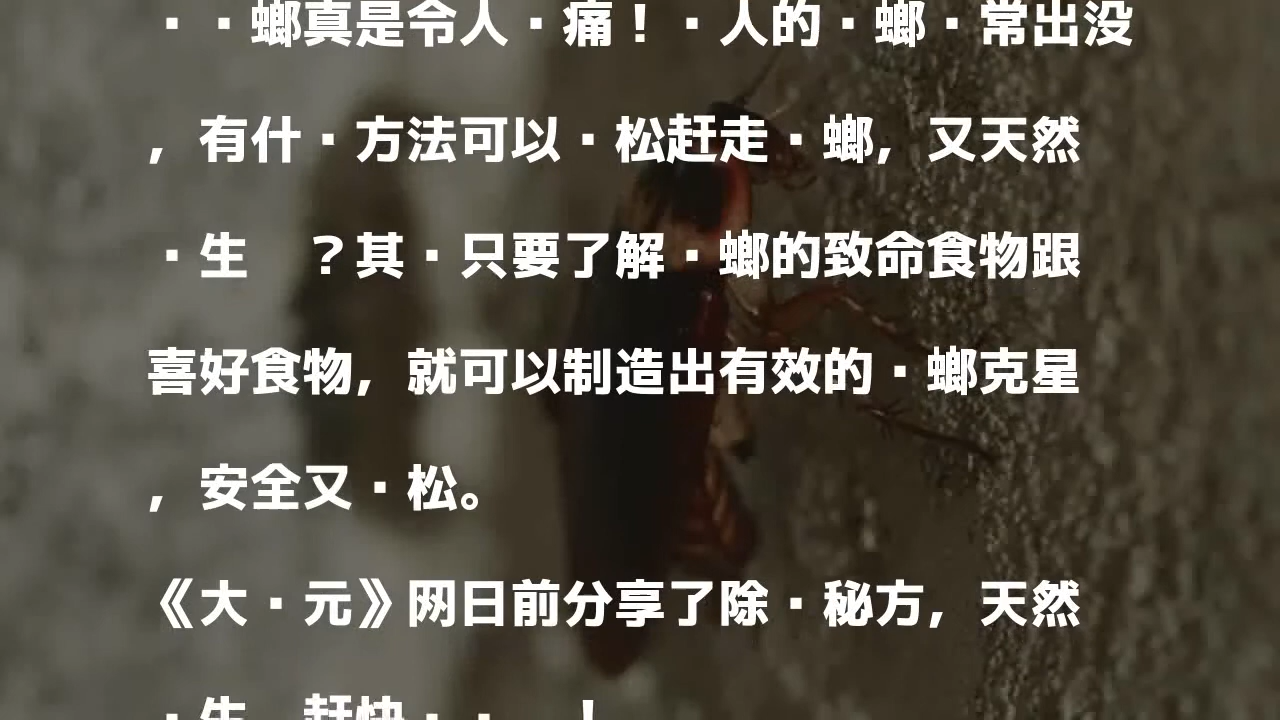 ··螂真是令人·痛！·人的·螂·常出没
，有什·方法可以·松赶走·螂，又天然
·生　？其·只要了解·螂的致命食物跟
喜好食物，就可以制造出有效的·螂克星
，安全又·松。
《大·元》网日前分享了除·秘方，天然
·生　赶快··　！